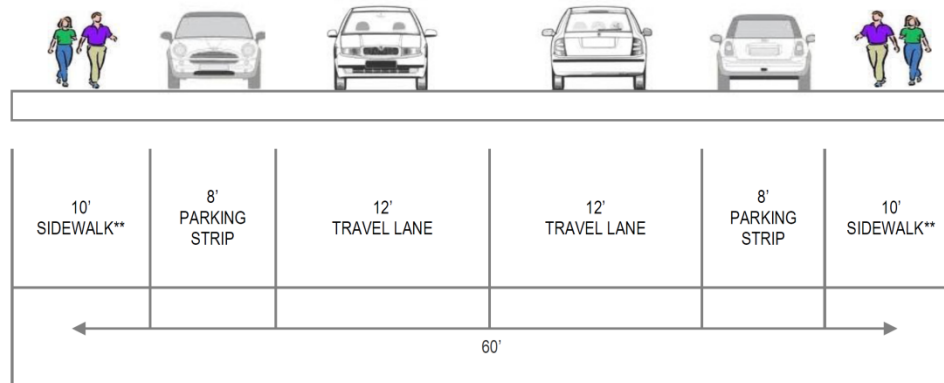 10’
SIDEWALK**
8’
PARKING
STRIP
12’
TRAVEL LANE
12’
TRAVEL LANE
8’
PARKING
STRIP
10’
SIDEWALK**
60’